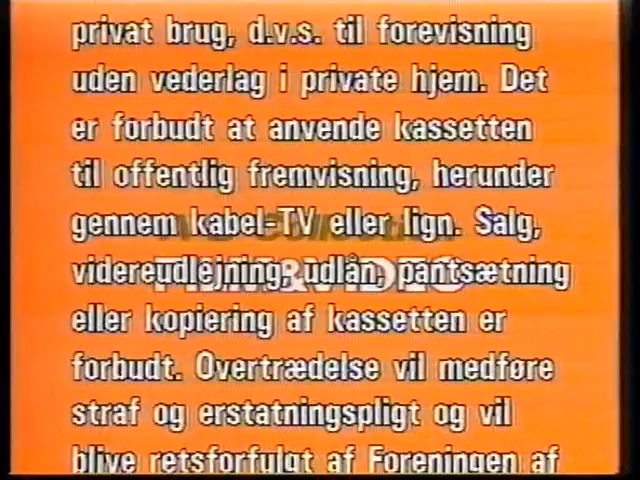 privat brug, d.v.s. til forevisning
uden vederlag i private hjem. Det
er forbudt at anvende kassetten
til offentlig fremvisning, herunder
gennem kabel-TV eller lign. Salg,
videreudlejning, udlån, pantsætning
eller kopiering af kassetten er
forbudt. Overtrædelse vil medføre
straf og erstatningspligt og vil
blive retsforfulgt af Foreningen af
&VIDEO